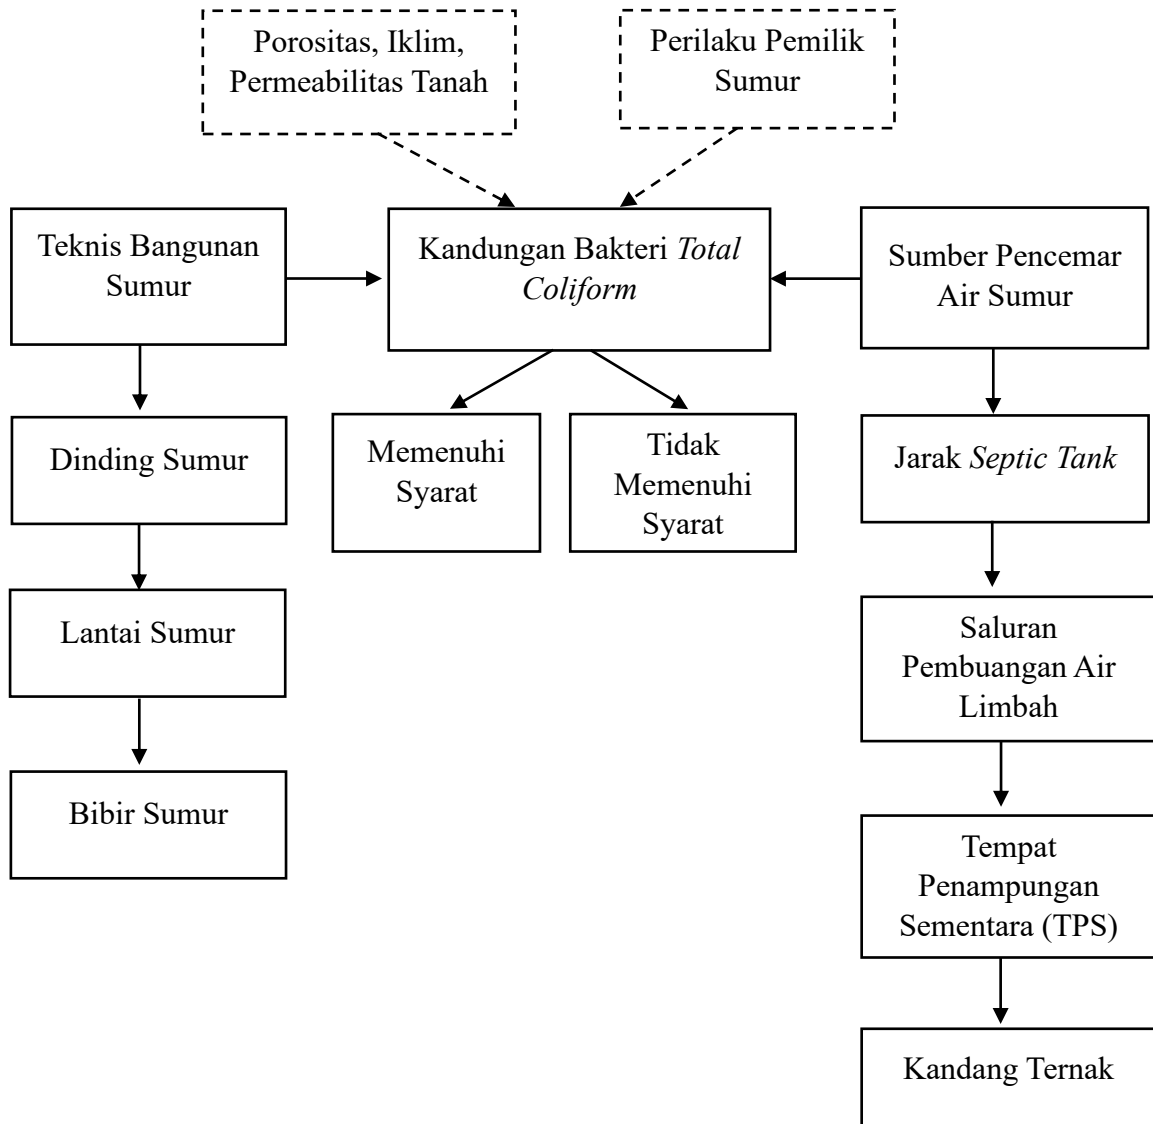 Porositas, Iklim,
Permeabilitas Tanah
Perilaku Pemilik
Sumur
Teknis Bangunan
Sumur
Kandungan Bakteri Total
Coliform
Sumber Pencemar
Air Sumur
Dinding Sumur
Memenuhi
Syarat
Tidak
Memenuhi
Syarat
Jarak Septic Tank
Lantai Sumur
Saluran
Pembuangan Air
Limbah
Bibir Sumur
Tempat
Penampungan
Sementara (TPS)
Kandang Ternak